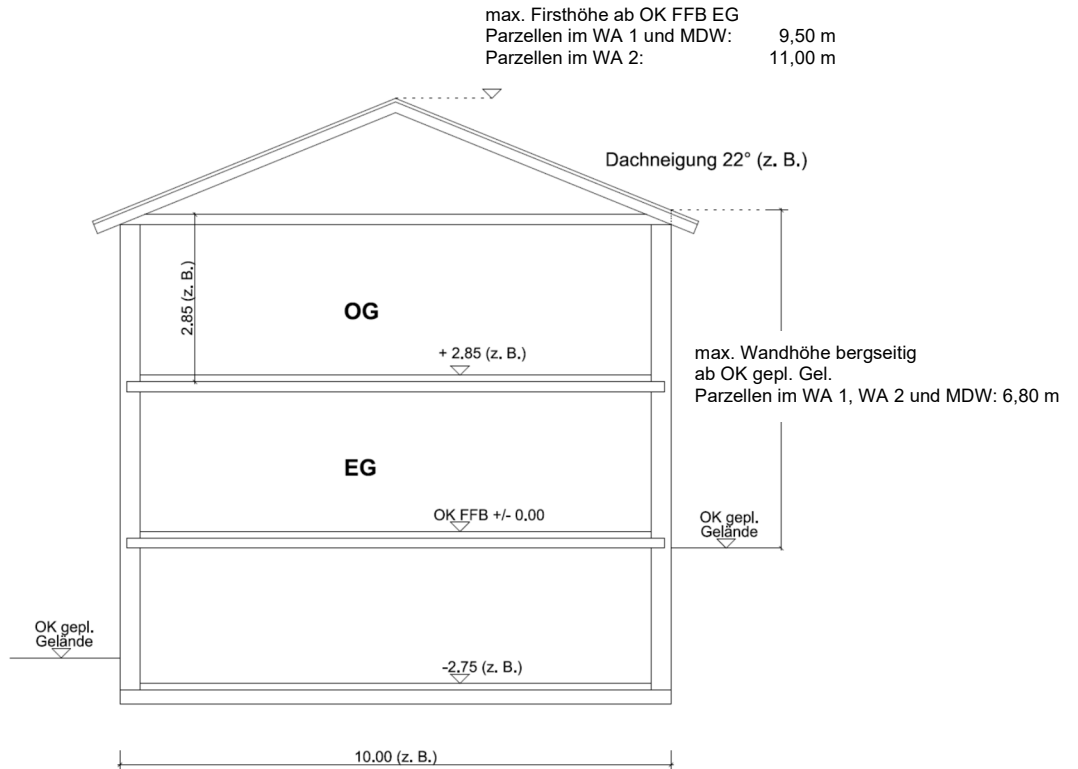 max. Firsthöhe ab OK FFB EG
Parzellen im WA 1 und MDW: 9,50 m
Parzellen im WA 2: 11,00 m
Dachneigung 22° (z. B.)
2.85 (z. B.)
OG
+ 2.85 (z. B.)
max. Wandhöhe bergseitig
ab OK gepl. Gel.
Parzellen im WA 1, WA 2 und MDW: 6,80 m
EG
OK FFB +/- 0.00
OK gepl.
Gelände
OK gepl.
Gelände
-2.75 (z. B.)
10.00 (z. B.)